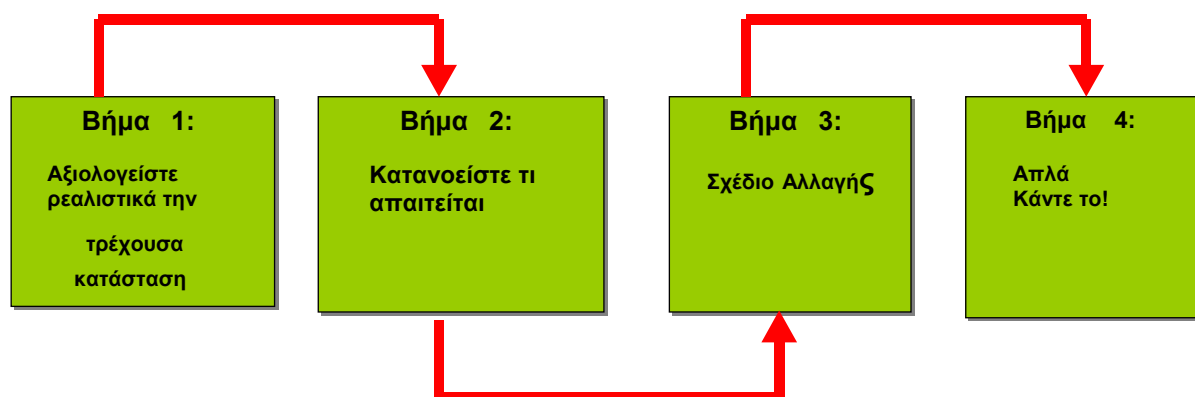 Βήμα 1:
Αξιολογείστε
ρεαλιστικά την
τρέχουσα
κατάσταση
Βήμα 2:
Κατανοείστε τι
απαιτείται
Βήμα 3:
Σχέδιο Αλλαγής
Βήμα 4:
Απλά
Κάντε το!